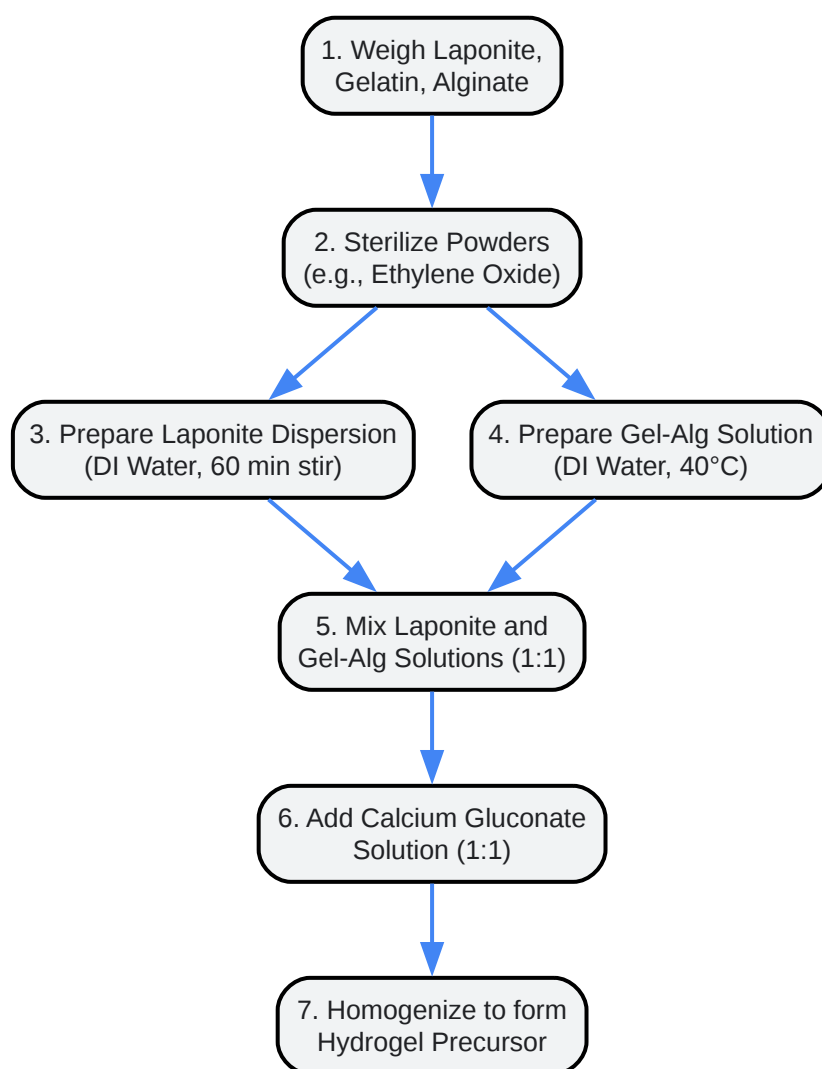 1. Weigh Laponite,
Gelatin, Alginate
2. Sterilize Powders
(e.g., Ethylene Oxide)
3. Prepare Laponite Dispersion
(DI Water, 60 min stir)
4. Prepare Gel-Alg Solution
(DI Water, 40°C)
5. Mix Laponite and
Gel-Alg Solutions (1:1)
6. Add Calcium Gluconate
Solution (1:1)
7. Homogenize to form
Hydrogel Precursor